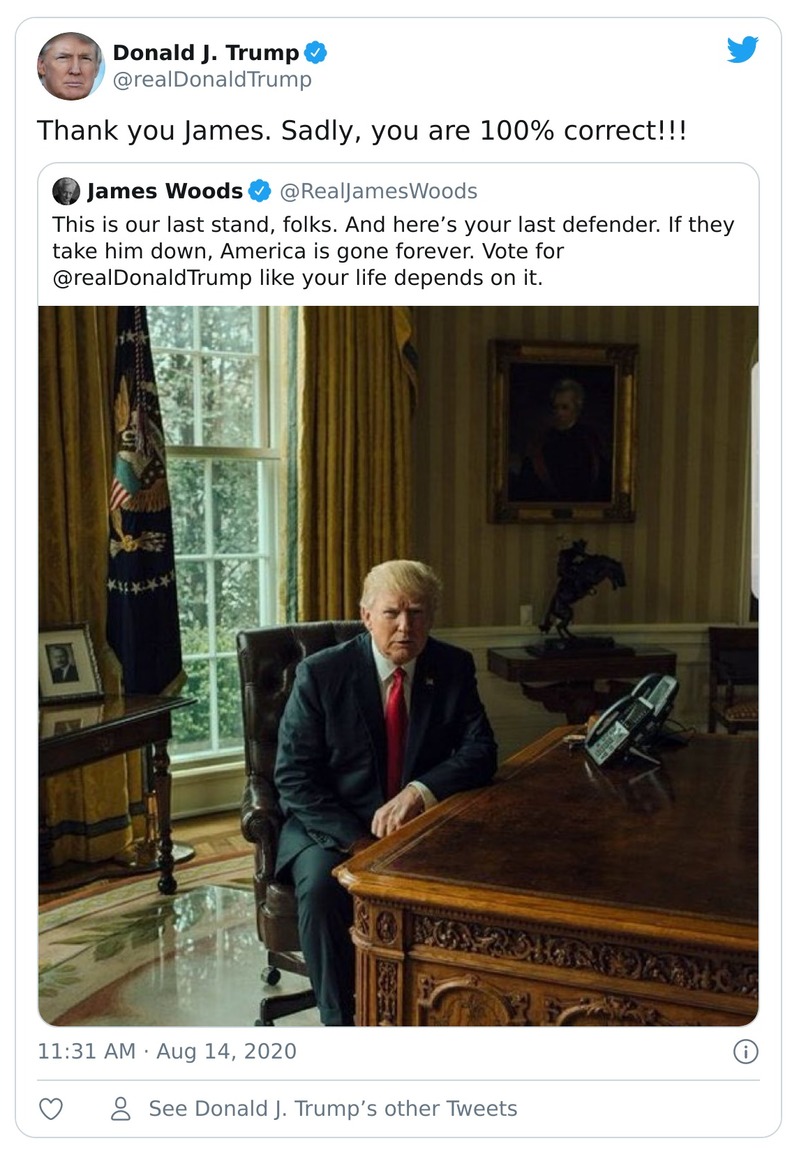 Donald J. Trump
@realDonaldTrump
Thank you James. Sadly, you are 100% correct!!!
James Woods @RealJamesWoods
This is our last stand, folks. And here’s your last defender. If they
take him down, America is gone forever. Vote for
@realDonaldTrump like your life depends on it.
11:31 AM · Aug 14, 2020
See Donald J. Trump’s other Tweets